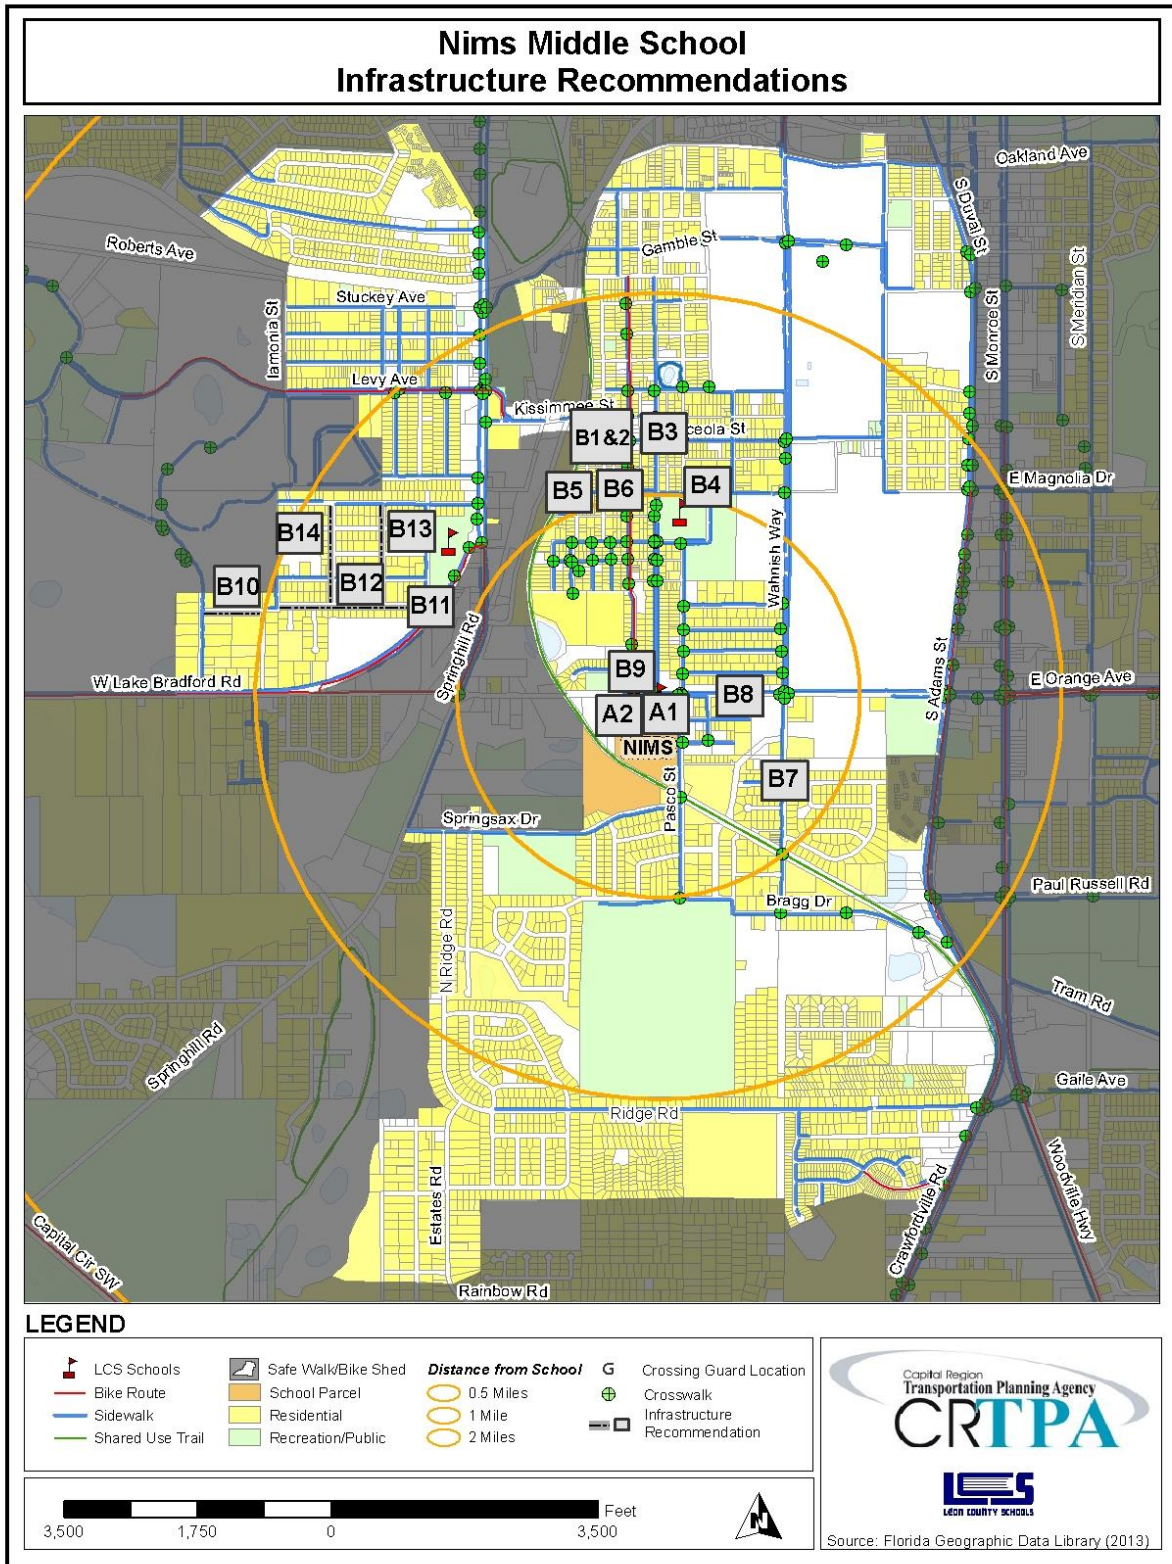 Nims Middle School
Infrastructure Recommendations
Oakland Ave
S Duval St
Roberts Ave
Gamble St
S Meridian St
Stuckey Ave
Iamonia St
S Monroe St
Levy Ave
Kissimmee St
B1&2
B3
ceola St
B5
B6
B4
E Magnolia Dr
B14
B13
Wahnish Way
B10
B12
B11
Springhill Rd
S Adams St
W Lake Bradford Rd
B9
B8
E Orange Ave
A2
A1
NIMS
B7
Pasco St
Springsax Dr
Bragg Dr
Paul Russell Rd
N Ridge Rd
Tram Rd
Springhill Rd
Gaile Ave
Ridge Rd
Woodville Hwy
Estates Rd
Crawfordville Rd
Capital Cir SW
Rainbow Rd
LEGEND
LCS Schools
Bike Route
Sidewalk
Shared Use Trail
Safe Walk/Bike Shed
School Parcel
Residential
Recreation/Public
Distance from School
0.5 Miles
1 Mile
2 Miles
G Crossing Guard Location
Crosswalk
Infrastructure
Recommendation
Capital Region
Transportation Planning Agency
CRTPA
LCS
LEON COUNTY SCHOOLS
Feet
3,500 1,750 0 3,500
N
Source: Florida Geographic Data Library (2013)